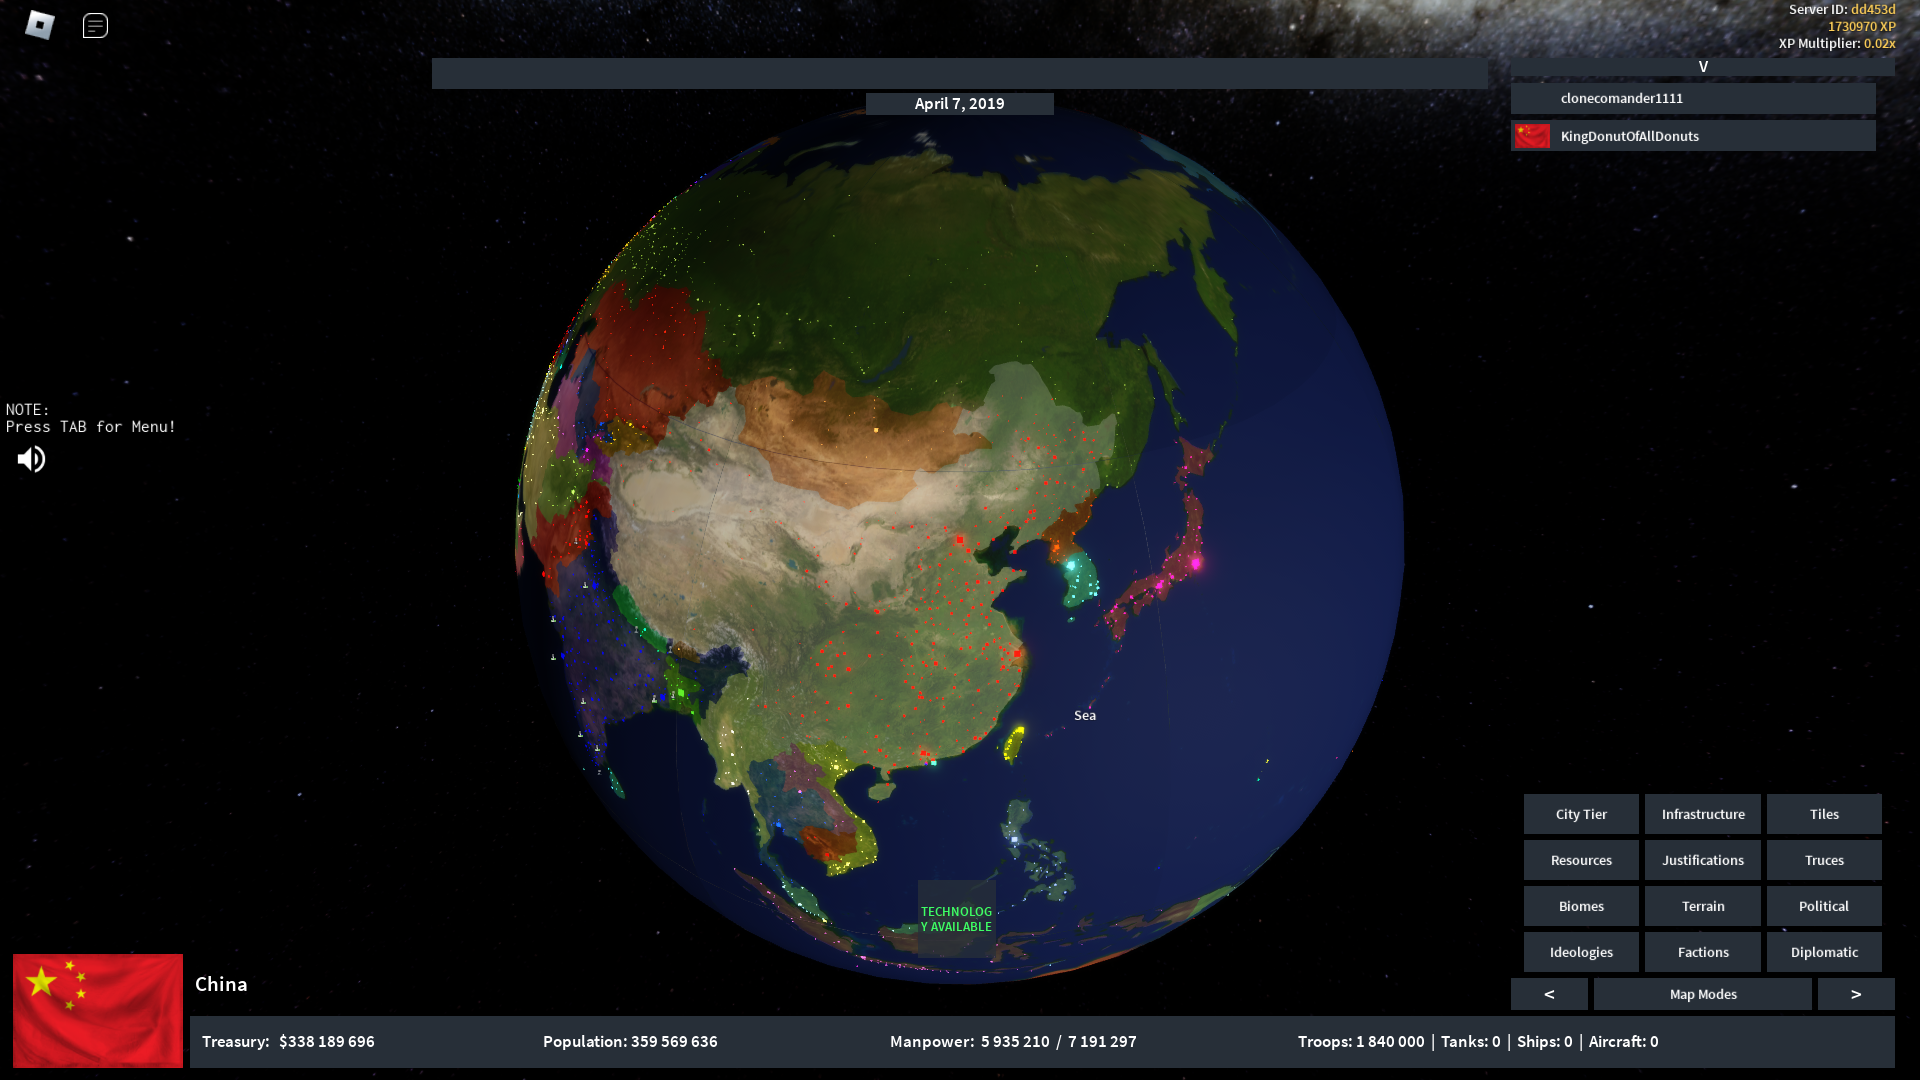 Server ID: dd453d
1730970 XP
XP Multiplier: 0.02x
V
clonecomander1111
KingDonutOfAllDonuts
April 7, 2019
NOTE:
Press TAB for Menu!
Sea
TECHNOLOG
Y AVAILABLE
City Tier
Infrastructure
Tiles
Resources
Justifications
Truces
Biomes
Terrain
Political
Ideologies
Factions
Diplomatic
<
Map Modes
>
China
Treasury: $338 189 696
Population: 359 569 636
Manpower: 5 935 210 / 7 191 297
Troops: 1 840 000 | Tanks: 0 | Ships: 0 | Aircraft: 0